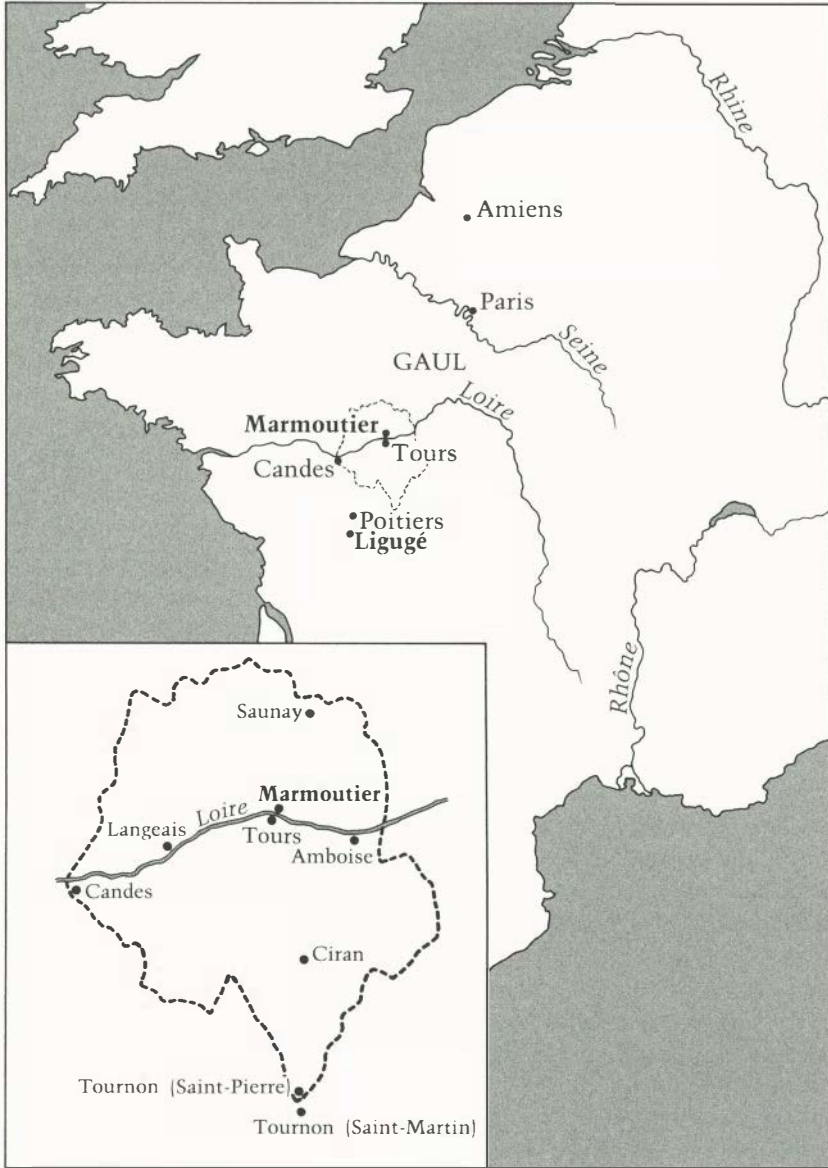 Rhine
Amiens
Paris
Seine
GAUL
Loire
Marmoutier
Tours
Candes
Poitiers
Ligugé
Rhône
Saunay
Marmoutier
Loire
Langeais
Tours
Amboise
Candes
Ciran
Tournon (Saint-Pierre)
Tournon (Saint-Martin)